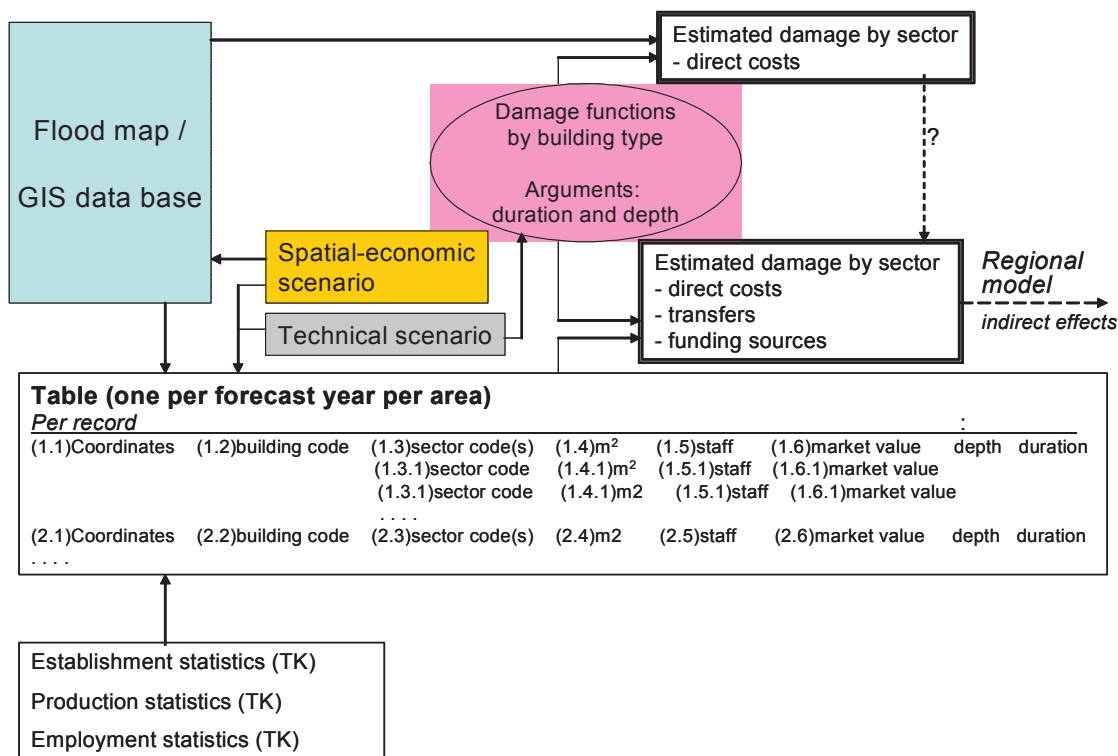 Flood map /
GIS data base
Estimated damage by sector
- direct costs
Damage functions
by building type
Arguments:
duration and depth
?
Spatial-economic
scenario
Technical scenario
Estimated damage by sector
- direct costs
- transfers
- funding sources
Regional
model
indirect effects
Table (one per forecast year per area)
Per record :
(1.1)Coordinates (1.2)building code (1.3)sector code(s) (1.4)m² (1.5)staff (1.6)market value depth duration
(1.3.1)sector code (1.4.1)m² (1.5.1)staff (1.6.1)market value
(1.3.1)sector code (1.4.1)m2 (1.5.1)staff (1.6.1)market value
. . . .
(2.1)Coordinates (2.2)building code (2.3)sector code(s) (2.4)m2 (2.5)staff (2.6)market value depth duration
. . . .
Establishment statistics (TK)
Production statistics (TK)
Employment statistics (TK)